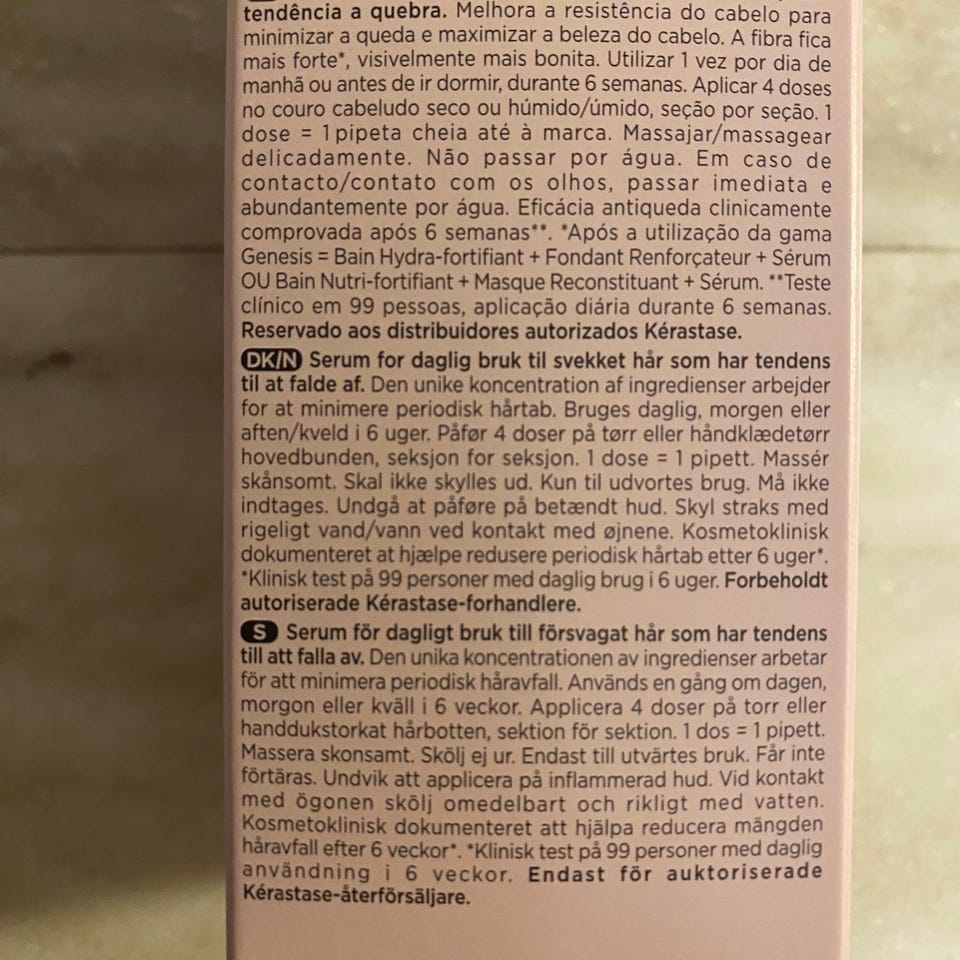 tendência a quebra. Melhora a resistência do cabelo para
minimizar a queda e maximizar a beleza do cabelo. A fibra fica
mais forte*, visivelmente mais bonita. Utilizar 1 vez por dia de
manhã ou antes de ir dormir, durante 6 semanas. Aplicar 4 doses
no couro cabeludo seco ou húmido/úmido, seção por seção. 1
dose = 1 pipeta cheia até à marca. Massajar/massagear
delicadamente. Não passar por água. Em caso de
contacto/contato com os olhos, passar imediata e
abundantemente por água. Eficácia antiqueda clinicamente
comprovada após 6 semanas**. *Após a utilização da gama
Genesis = Bain Hydra-fortifiant + Fondant Renforçateur + Sérum
OU Bain Nutri-fortifiant + Masque Reconstituant + Sérum. **Teste
clínico em 99 pessoas, aplicação diária durante 6 semanas.
Reservado aos distribuidores autorizados Kérastase.
DK/N Serum for daglig bruk til svekket hår som har tendens
til at falde af. Den unike koncentration af ingredienser arbejder
for at minimere periodisk hårtab. Bruges daglig, morgen eller
aften/kveld i 6 uger. Påfør 4 doser på tørr eller håndklædetørr
hovedbunden, seksjon for seksjon. 1 dose = 1 pipett. Massér
skånsomt. Skal ikke skylles ud. Kun til udvortes brug. Må ikke
indtages. Undgå at påføre på betændt hud. Skyl straks med
rigeligt vand/vann ved kontakt med øjnene. Kosmetoklinisk
dokumenteret at hjælpe redusere periodisk hårtab etter 6 uger*.
*Klinisk test på 99 personer med daglig brug i 6 uger. Forbeholdt
autoriserade Kérastase-forhandlere.
S Serum för dagligt bruk till försvagat hår som har tendens
till att falla av. Den unika koncentrationen av ingredienser arbetar
för att minimera periodisk håravfall. Används en gång om dagen,
morgon eller kväll i 6 veckor. Applicera 4 doser på torr eller
handdukstorkat hårbotten, sektion för sektion. 1 dos = 1 pipett.
Massera skonsamt. Skölj ej ur. Endast till utvärtes bruk. Får inte
förtäras. Undvik att applicera på inflammerad hud. Vid kontakt
med ögonen skölj omedelbart och rikligt med vatten.
Kosmetoklinisk dokumenteret att hjälpa reducera mängden
håravfall efter 6 veckor*. *Klinisk test på 99 personer med daglig
användning i 6 veckor. Endast för auktoriserade
Kérastase-återförsäljare.